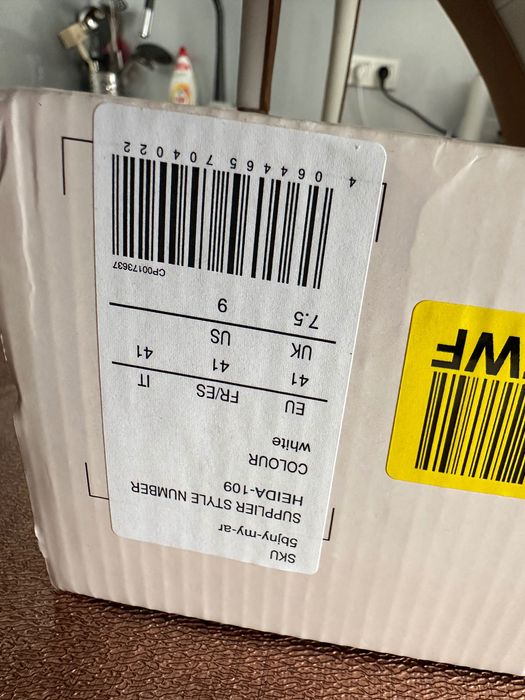 SKU
5bjny-my-ar
SUPPLIER STYLE NUMBER
HEIDA-109
COLOUR
white
EU FR/ES IT
41 41 41
UK US
7.5 9
CP00173637
4 064465 704022